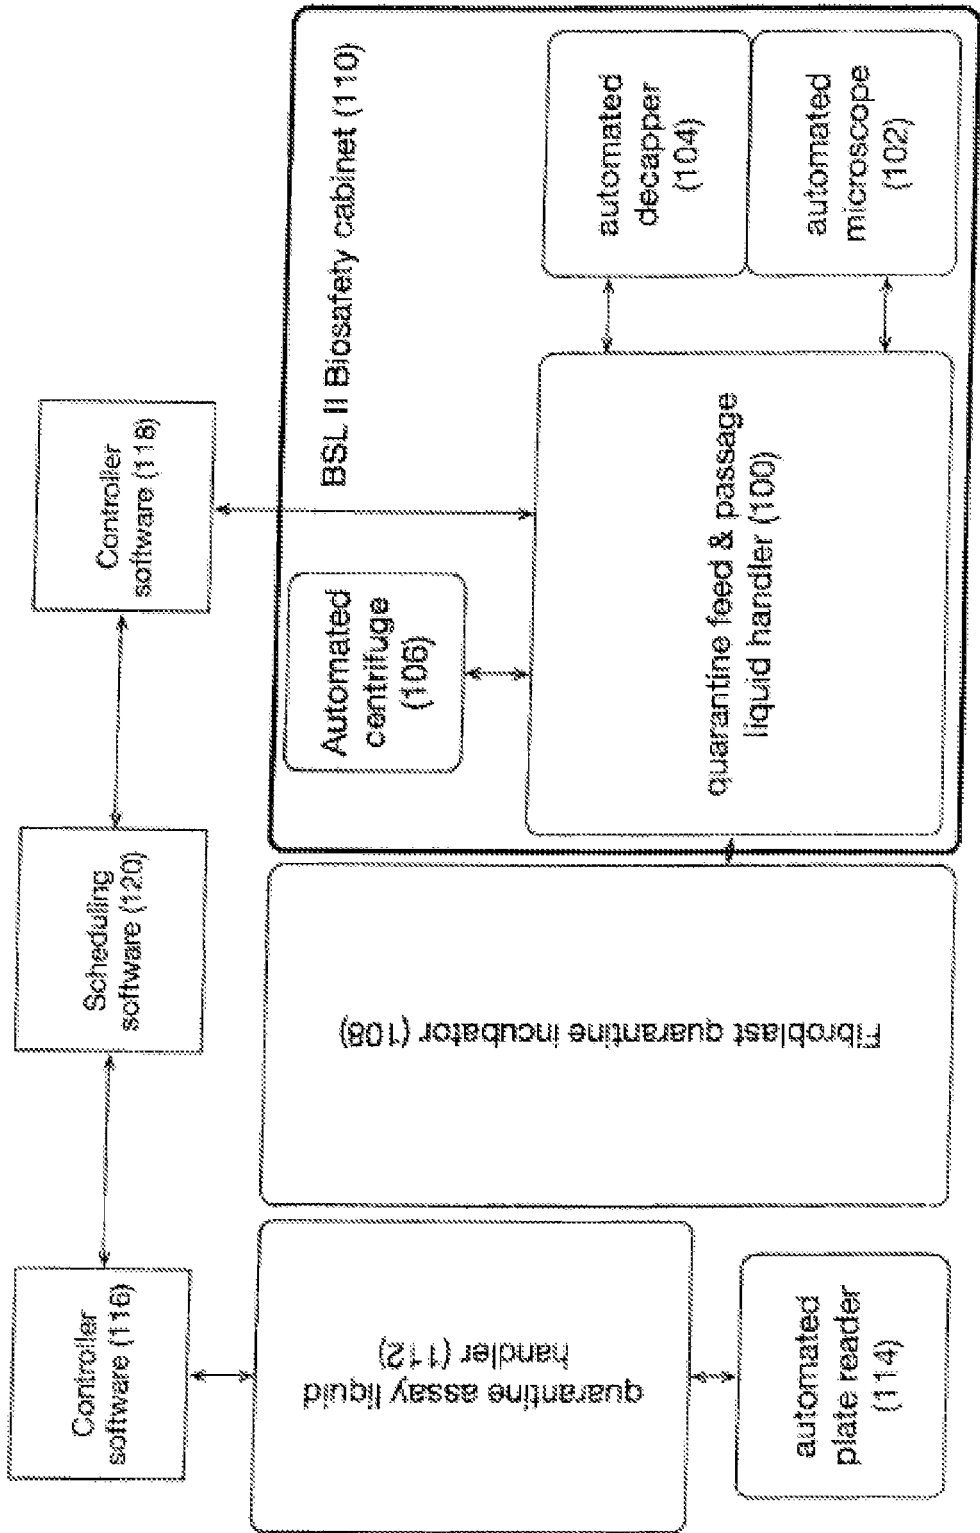 Controller
software (116)
Scheduling
software (120)
Controller
software (118)
quarantine assay liquid
handler (112)
automated
plate reader
(114)
Fibroblast quarantine incubator (108)
BSL II Biosafety cabinet (110)
Automated
centrifuge
(106)
quarantine feed & passage
liquid handler (100)
automated
decapper
(104)
automated
microscope
(102)